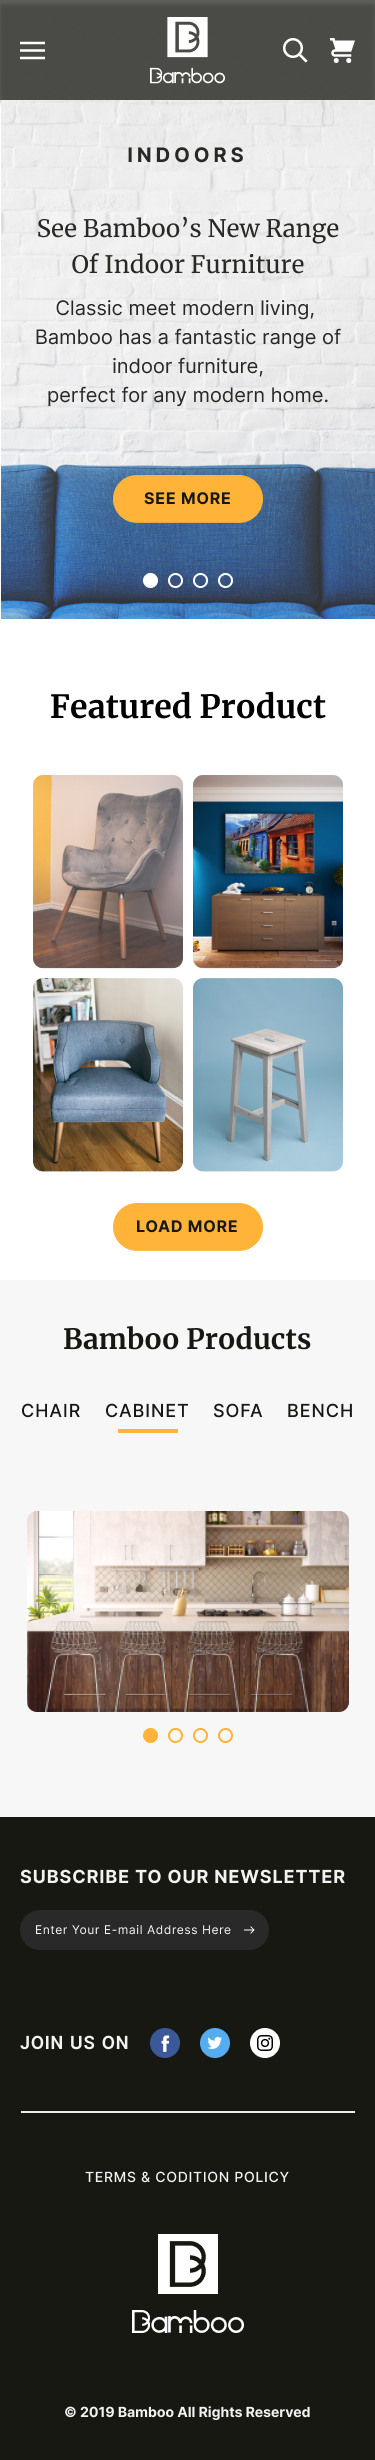 B
Bamboo
INDOORS
See Bamboo’s New Range
Of Indoor Furniture
Classic meet modern living,
Bamboo has a fantastic range of
indoor furniture,
perfect for any modern home.
SEE MORE
Featured Product
LOAD MORE
Bamboo Products
CHAIR CABINET SOFA BENCH
SUBSCRIBE TO OUR NEWSLETTER
Enter Your E-mail Address Here →
JOIN US ON f
TERMS & CODITION POLICY
B
Bamboo
© 2019 Bamboo All Rights Reserved